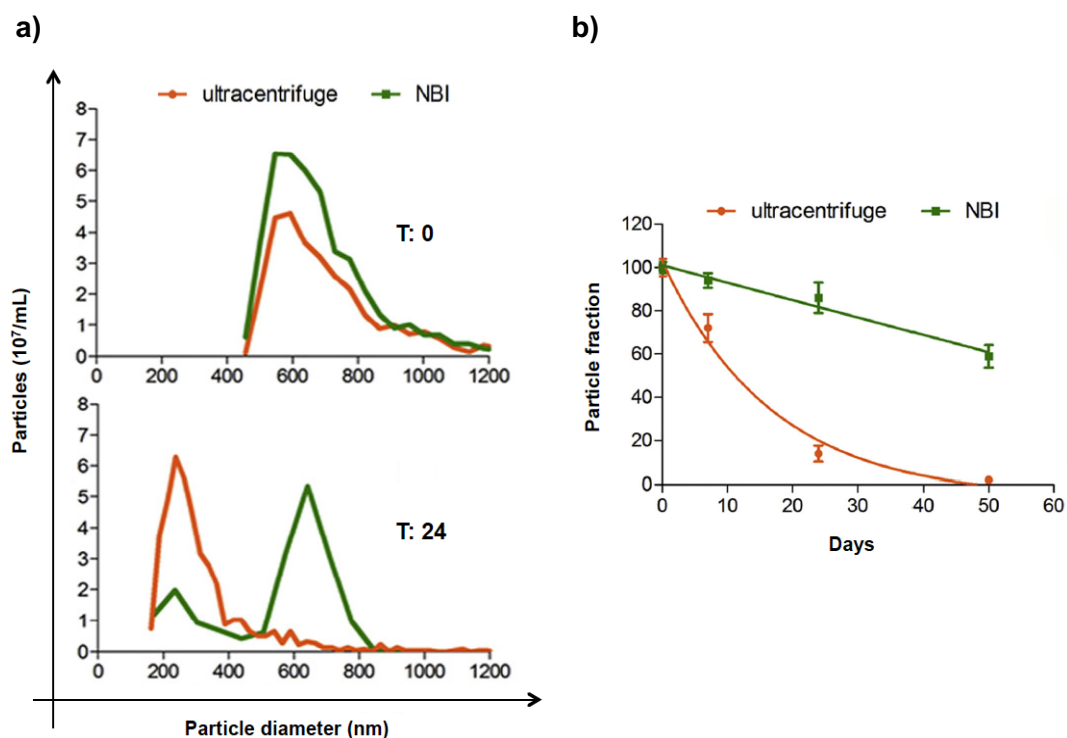 a)
ultracentrifuge NBI
8
7
6
5
4
3
2
1
0
T: 0
0 200 400 600 800 1000 1200
8
7
6
5
4
3
2
1
0
T: 24
0 200 400 600 800 1000 1200
Particles (10⁷/mL)
Particle diameter (nm)
b)
ultracentrifuge NBI
120
100
80
60
40
20
0
0 10 20 30 40 50 60
Particle fraction
Days